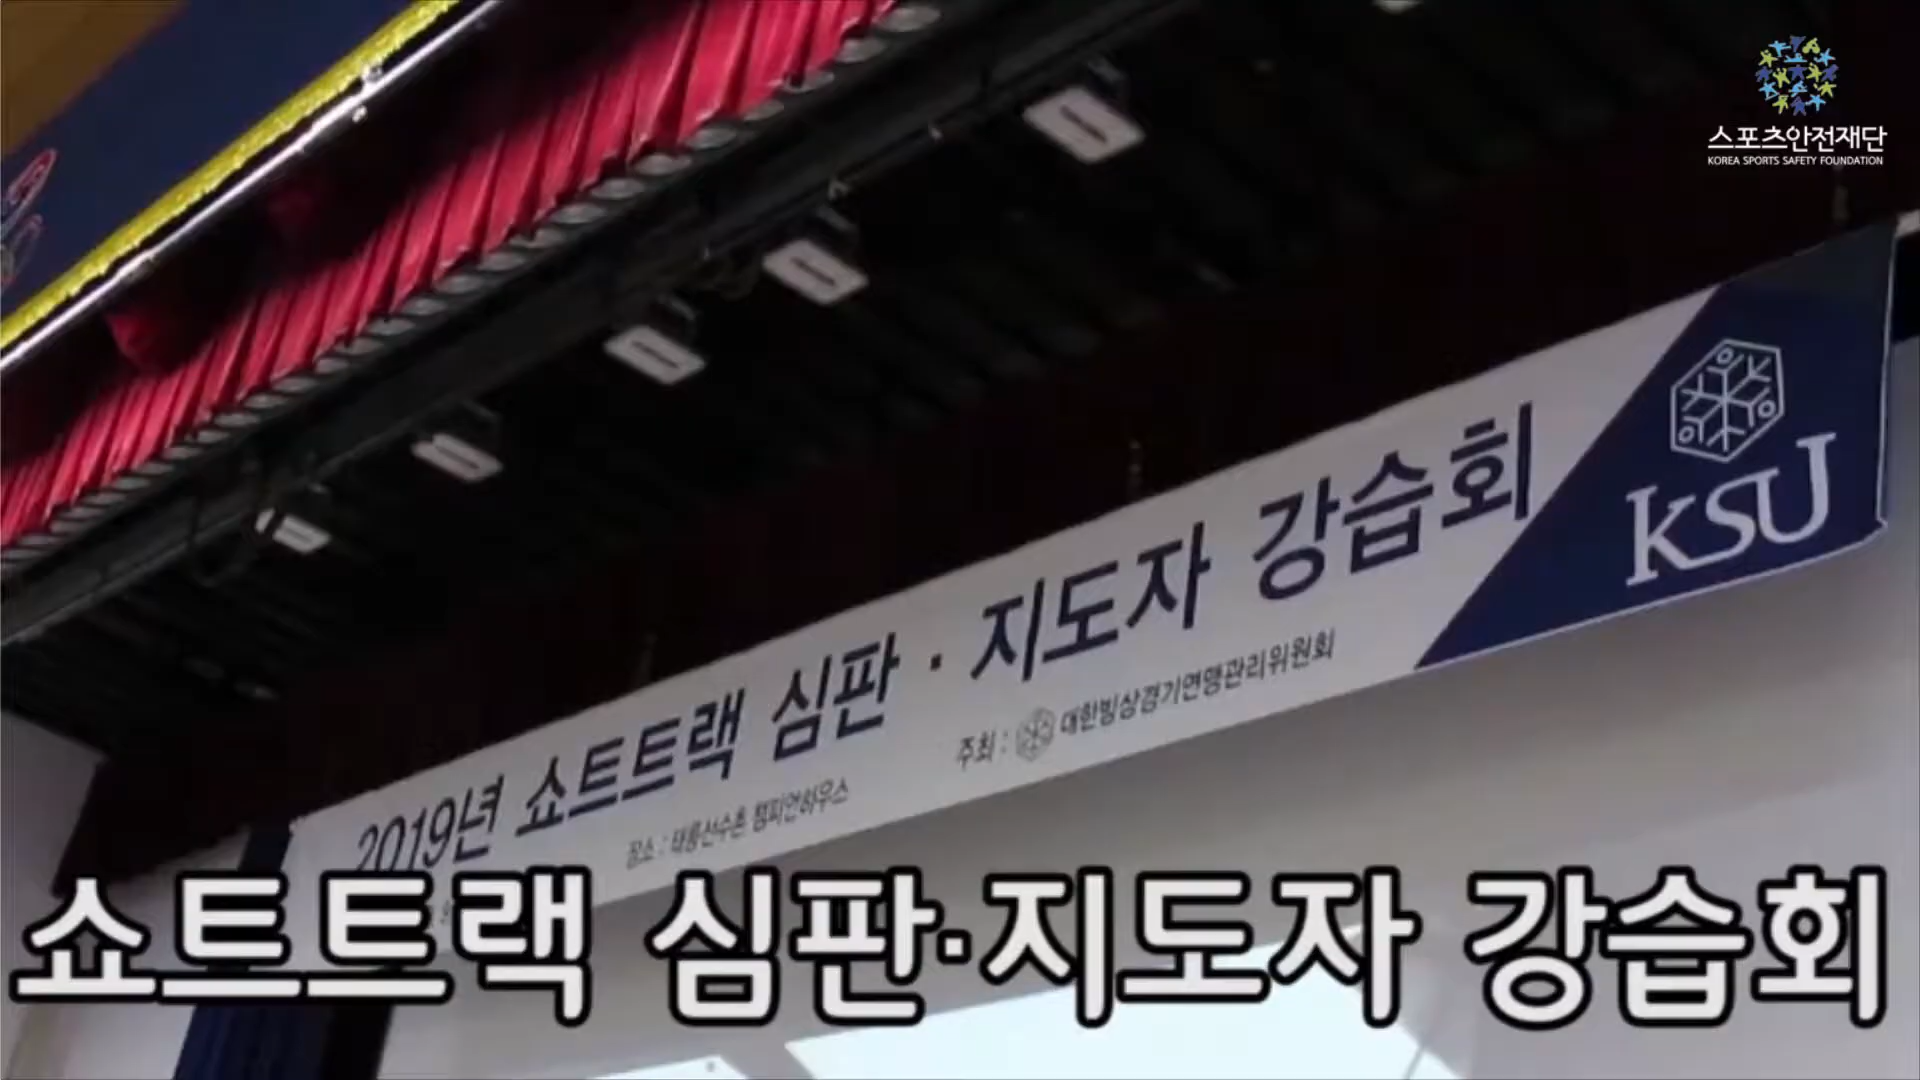 스포츠안전재단
KOREA SPORTS SAFETY FOUNDATION
KSU
2019년 쇼트트랙 심판 · 지도자 강습회
장소 : 태릉선수촌 챔피언하우스
주최 : 대한빙상경기연맹관리위원회
쇼트트랙 심판·지도자 강습회